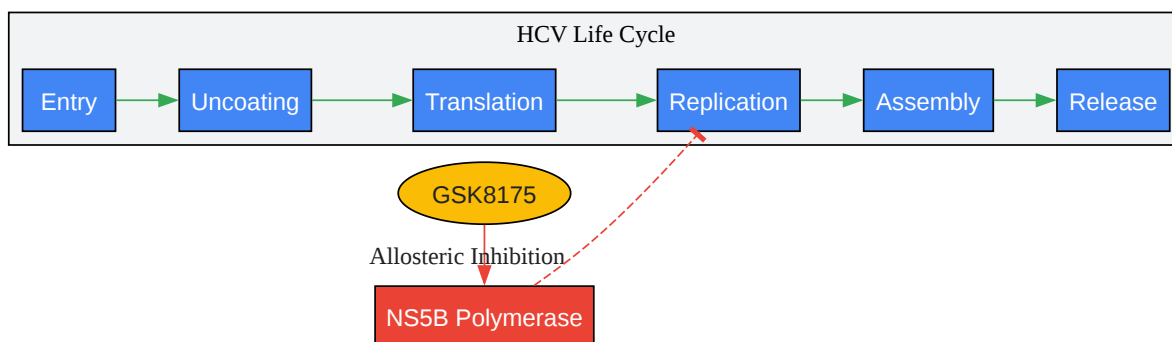 HCV Life Cycle
Entry
Uncoating
Translation
Replication
Assembly
Release
GSK8175
Allosteric Inhibition
NS5B Polymerase